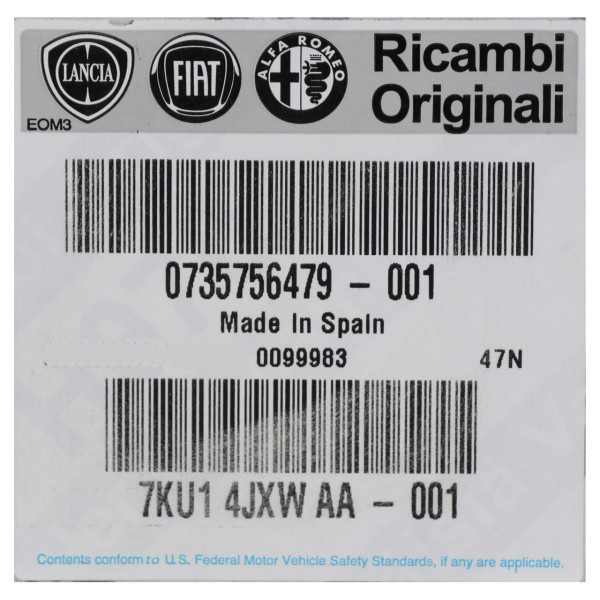 LANCIA
FIAT
ALFA ROMEO
Ricambi
Originali
EOM3
0735756479 - 001
Made In Spain
0099983 47N
7KU1 4JXW AA - 001
Contents conform to U.S. Federal Motor Vehicle Safety Standards, if any are applicable.